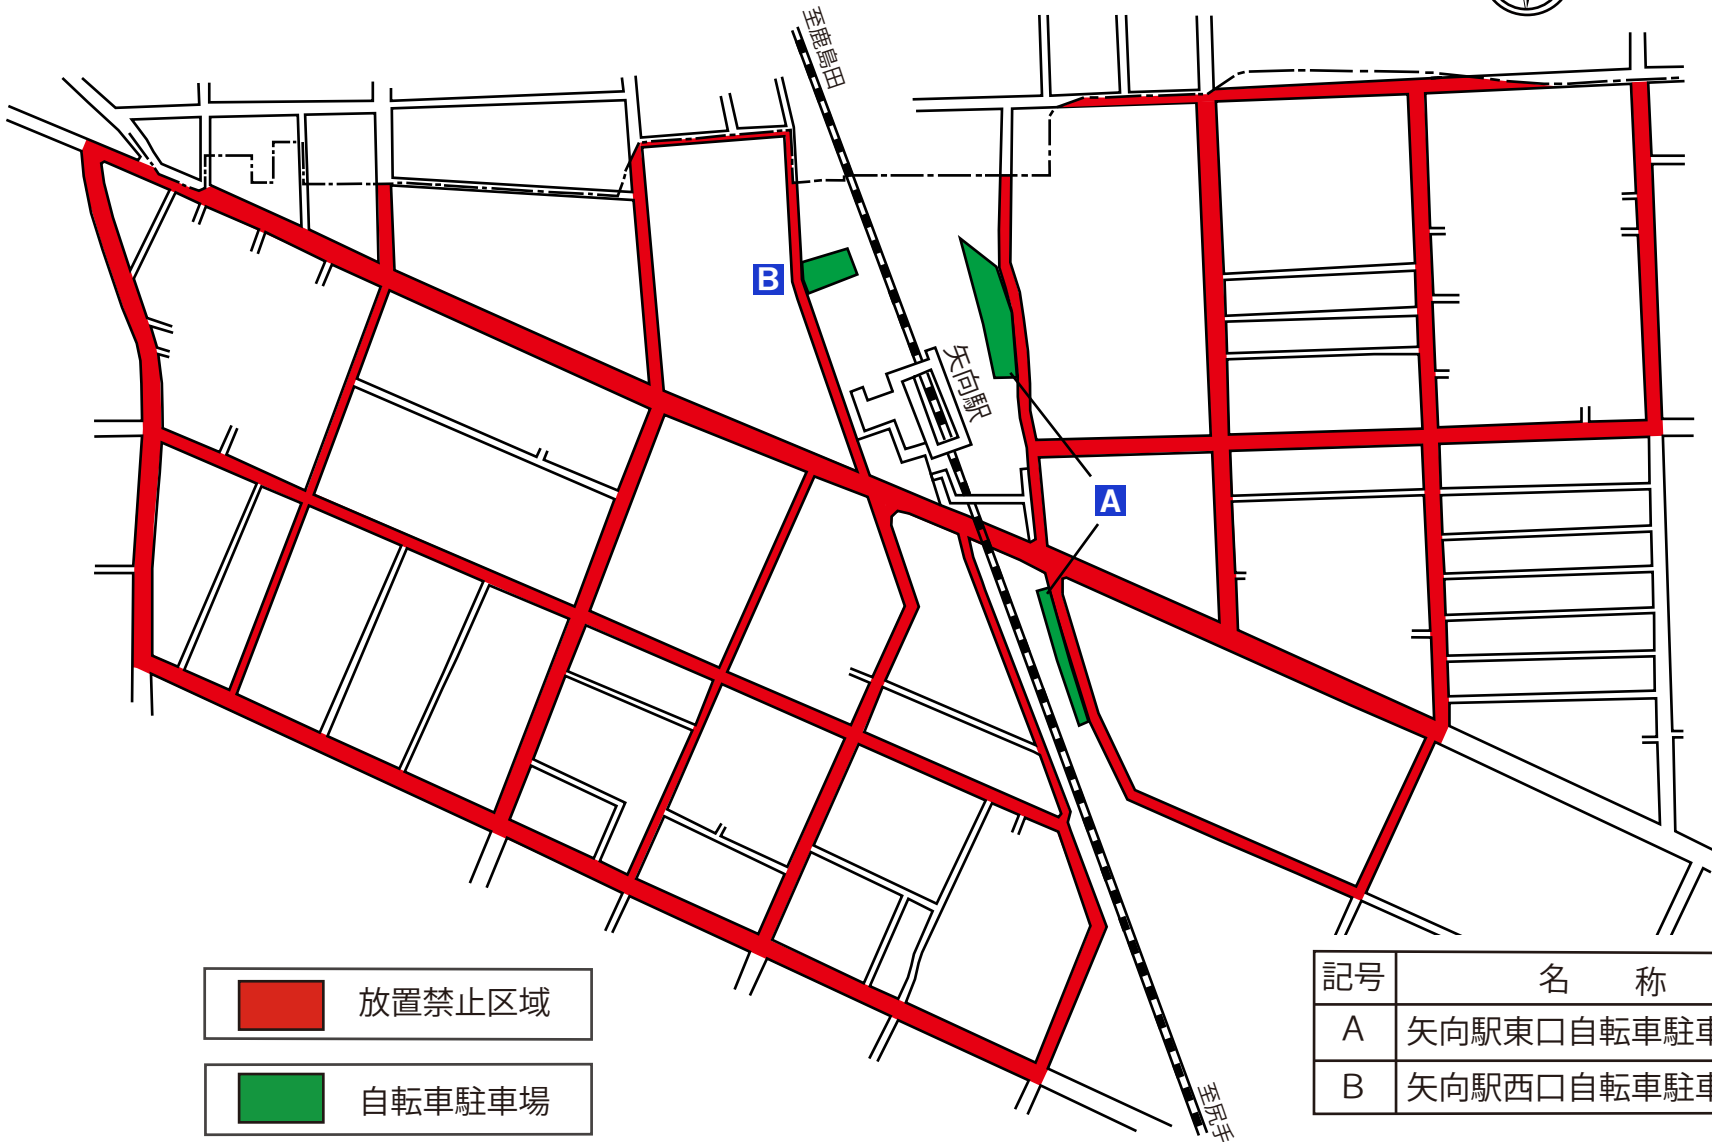 至鹿島田
B
矢向駅
A
放置禁止区域
自転車駐車場
記号 名 称
A 矢向駅東口自転車駐車
B 矢向駅西口自転車駐車
至尻手